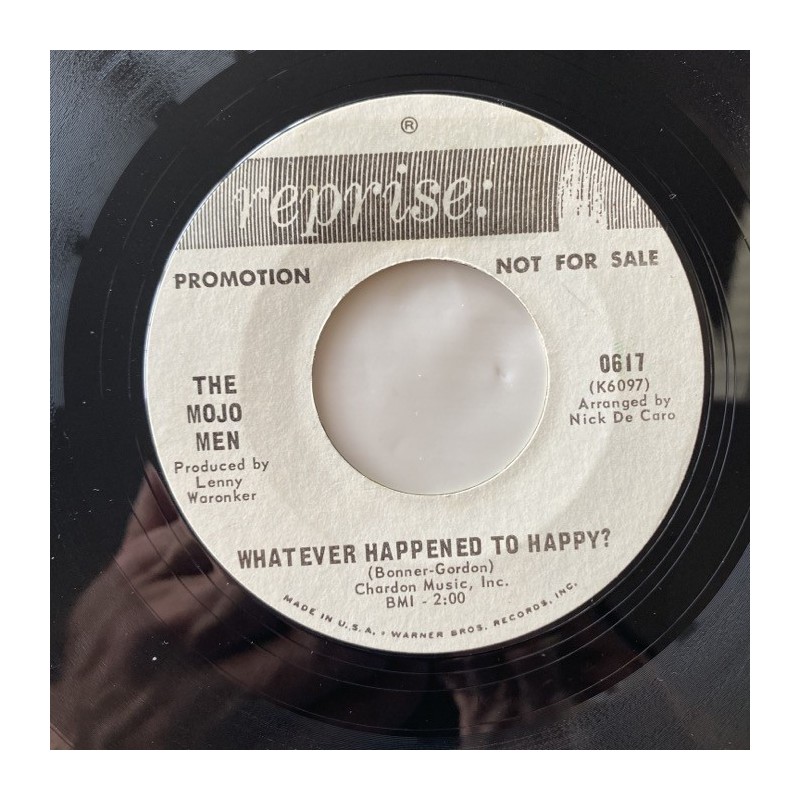 ®
reprise:
PROMOTION
NOT FOR SALE
THE
MOJO
MEN
Produced by
Lenny
Waronker
0617
(K6097)
Arranged by
Nick De Caro
WHATEVER HAPPENED TO HAPPY?
(Bonner-Gordon)
Chardon Music, Inc.
BMI - 2:00
MADE IN U.S.A. • WARNER BROS. RECORDS, INC.